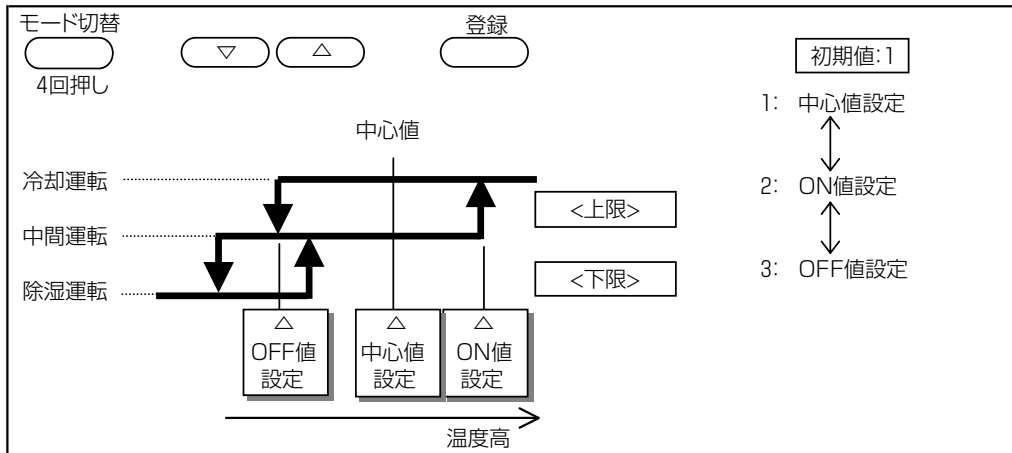 モード切替
▽
△
登録
4回押し
初期値:1
1: 中心値設定
2: ON値設定
3: OFF値設定
中心値
冷却運転
<上限>
中間運転
<下限>
除湿運転
△
OFF値
設定
△
中心値
設定
△
ON値
設定
温度高